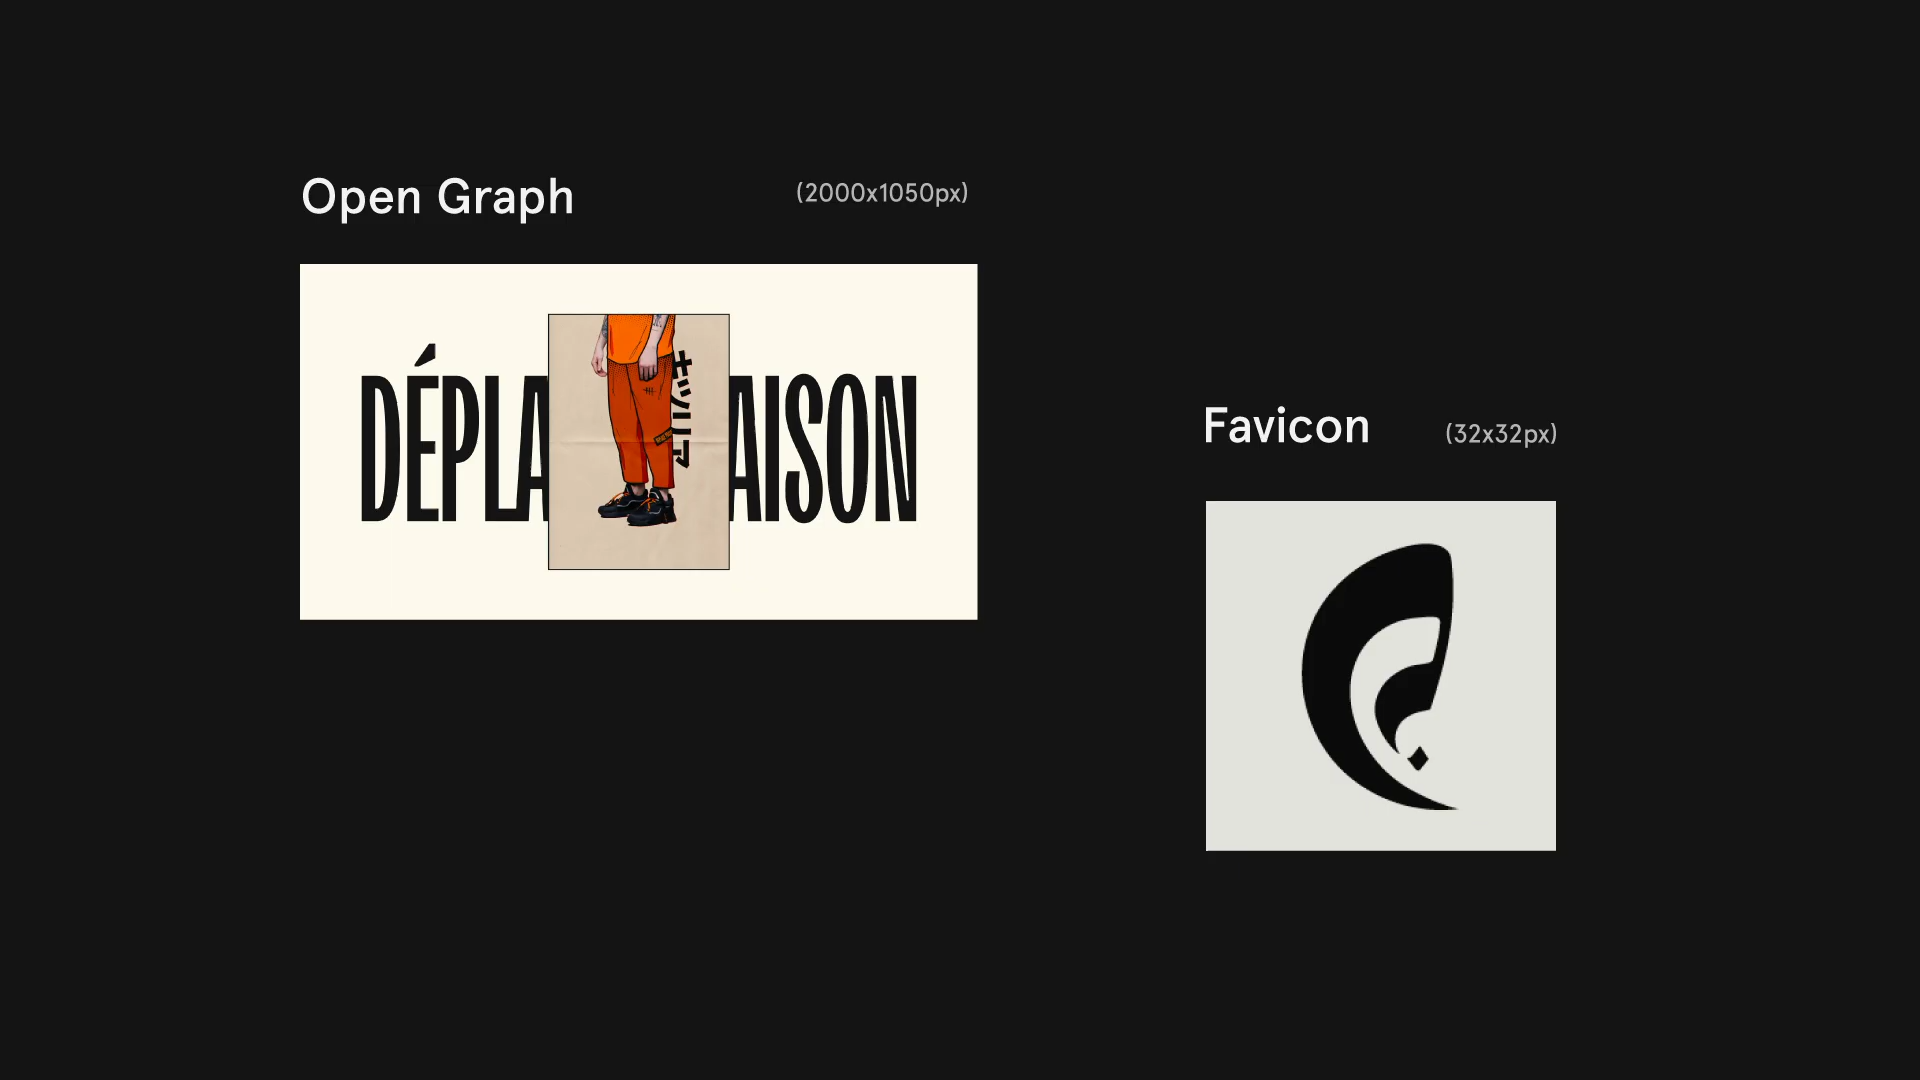 Open Graph
(2000x1050px)
DÉPLA
AISON
Favicon
(32x32px)